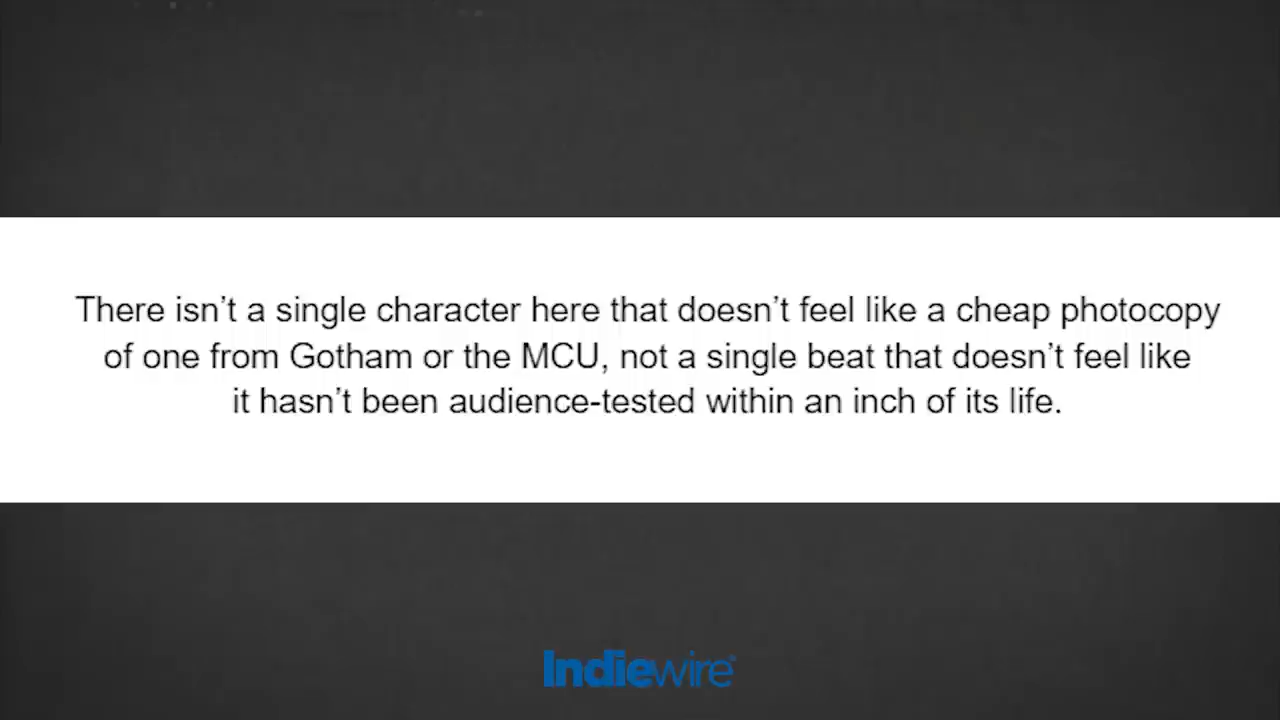 There isn’t a single character here that doesn’t feel like a cheap photocopy
of one from Gotham or the MCU, not a single beat that doesn’t feel like
it hasn’t been audience-tested within an inch of its life.
Indiewire